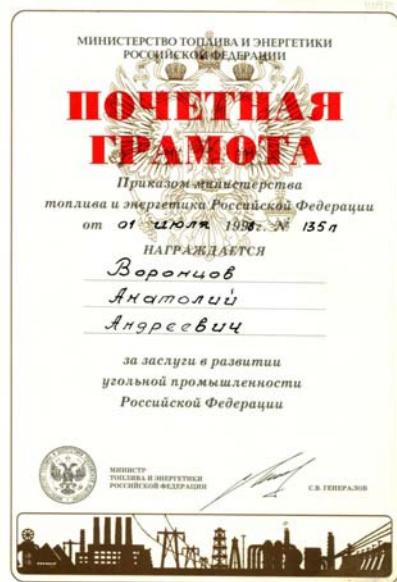 МИНИСТЕРСТВО ТОПЛИВА И ЭНЕРГЕТИКИ
РОССИЙСКОЙ ФЕДЕРАЦИИ
ПОЧЕТНАЯ
ГРАМОТА
Приказом министерства
топлива и энергетики Российской Федерации
от 01 июля 1998г. № 135п
НАГРАЖДАЕТСЯ
Воронцов
Анатолий
Андреевич
за заслуги в развитии
угольной промышленности
Российской Федерации
МИНИСТР
ТОПЛИВА И ЭНЕРГЕТИКИ
РОССИЙСКОЙ ФЕДЕРАЦИИ
С.В. ГЕНЕРАЛОВ